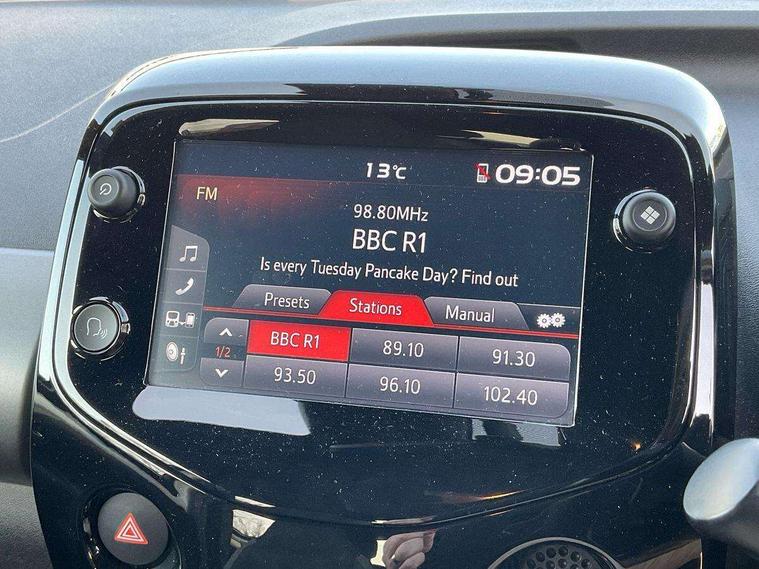 13°C 09:05
FM
98.80MHz
BBC R1
Is every Tuesday Pancake Day? Find out
Presets Stations Manual
1/2 BBC R1 89.10 91.30
93.50 96.10 102.40